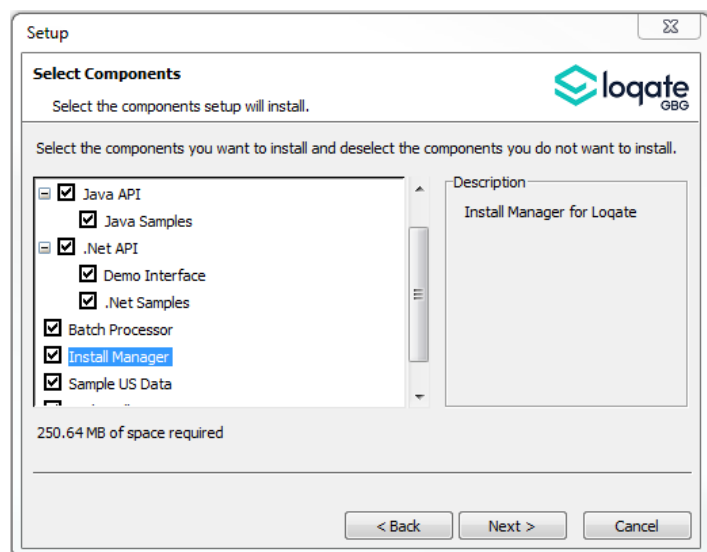 Setup
Select Components
Select the components setup will install.
loqate
GBG
Select the components you want to install and deselect the components you do not want to install.
Java API
Java Samples
.Net API
Demo Interface
.Net Samples
Batch Processor
Install Manager
Sample US Data
Description
Install Manager for Loqate
250.64 MB of space required
< Back
Next >
Cancel